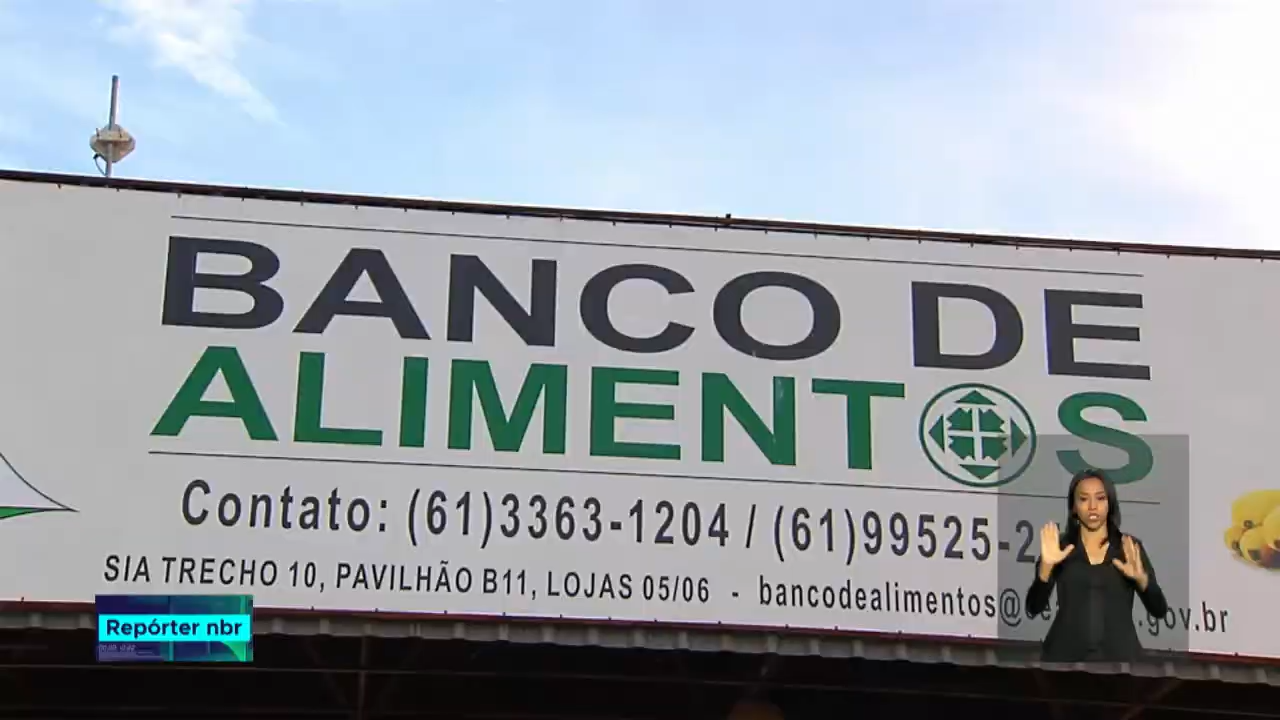 BANCO DE
ALIMENTOS
Contato: (61)3363-1204 / (61)99525-2
SIA TRECHO 10, PAVILHÃO B11, LOJAS 05/06 - bancodealimentos@ .gov.br
Repórter nbr